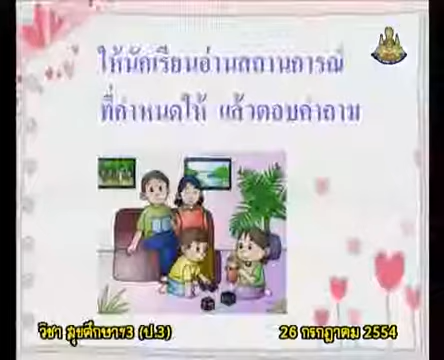 ให้นักเรียนอ่านสถานการณ์
ที่กำหนดให้ แล้วตอบคำถาม
วิชา สุขศึกษาฯ3 (ป.3)
26 กรกฎาคม 2554